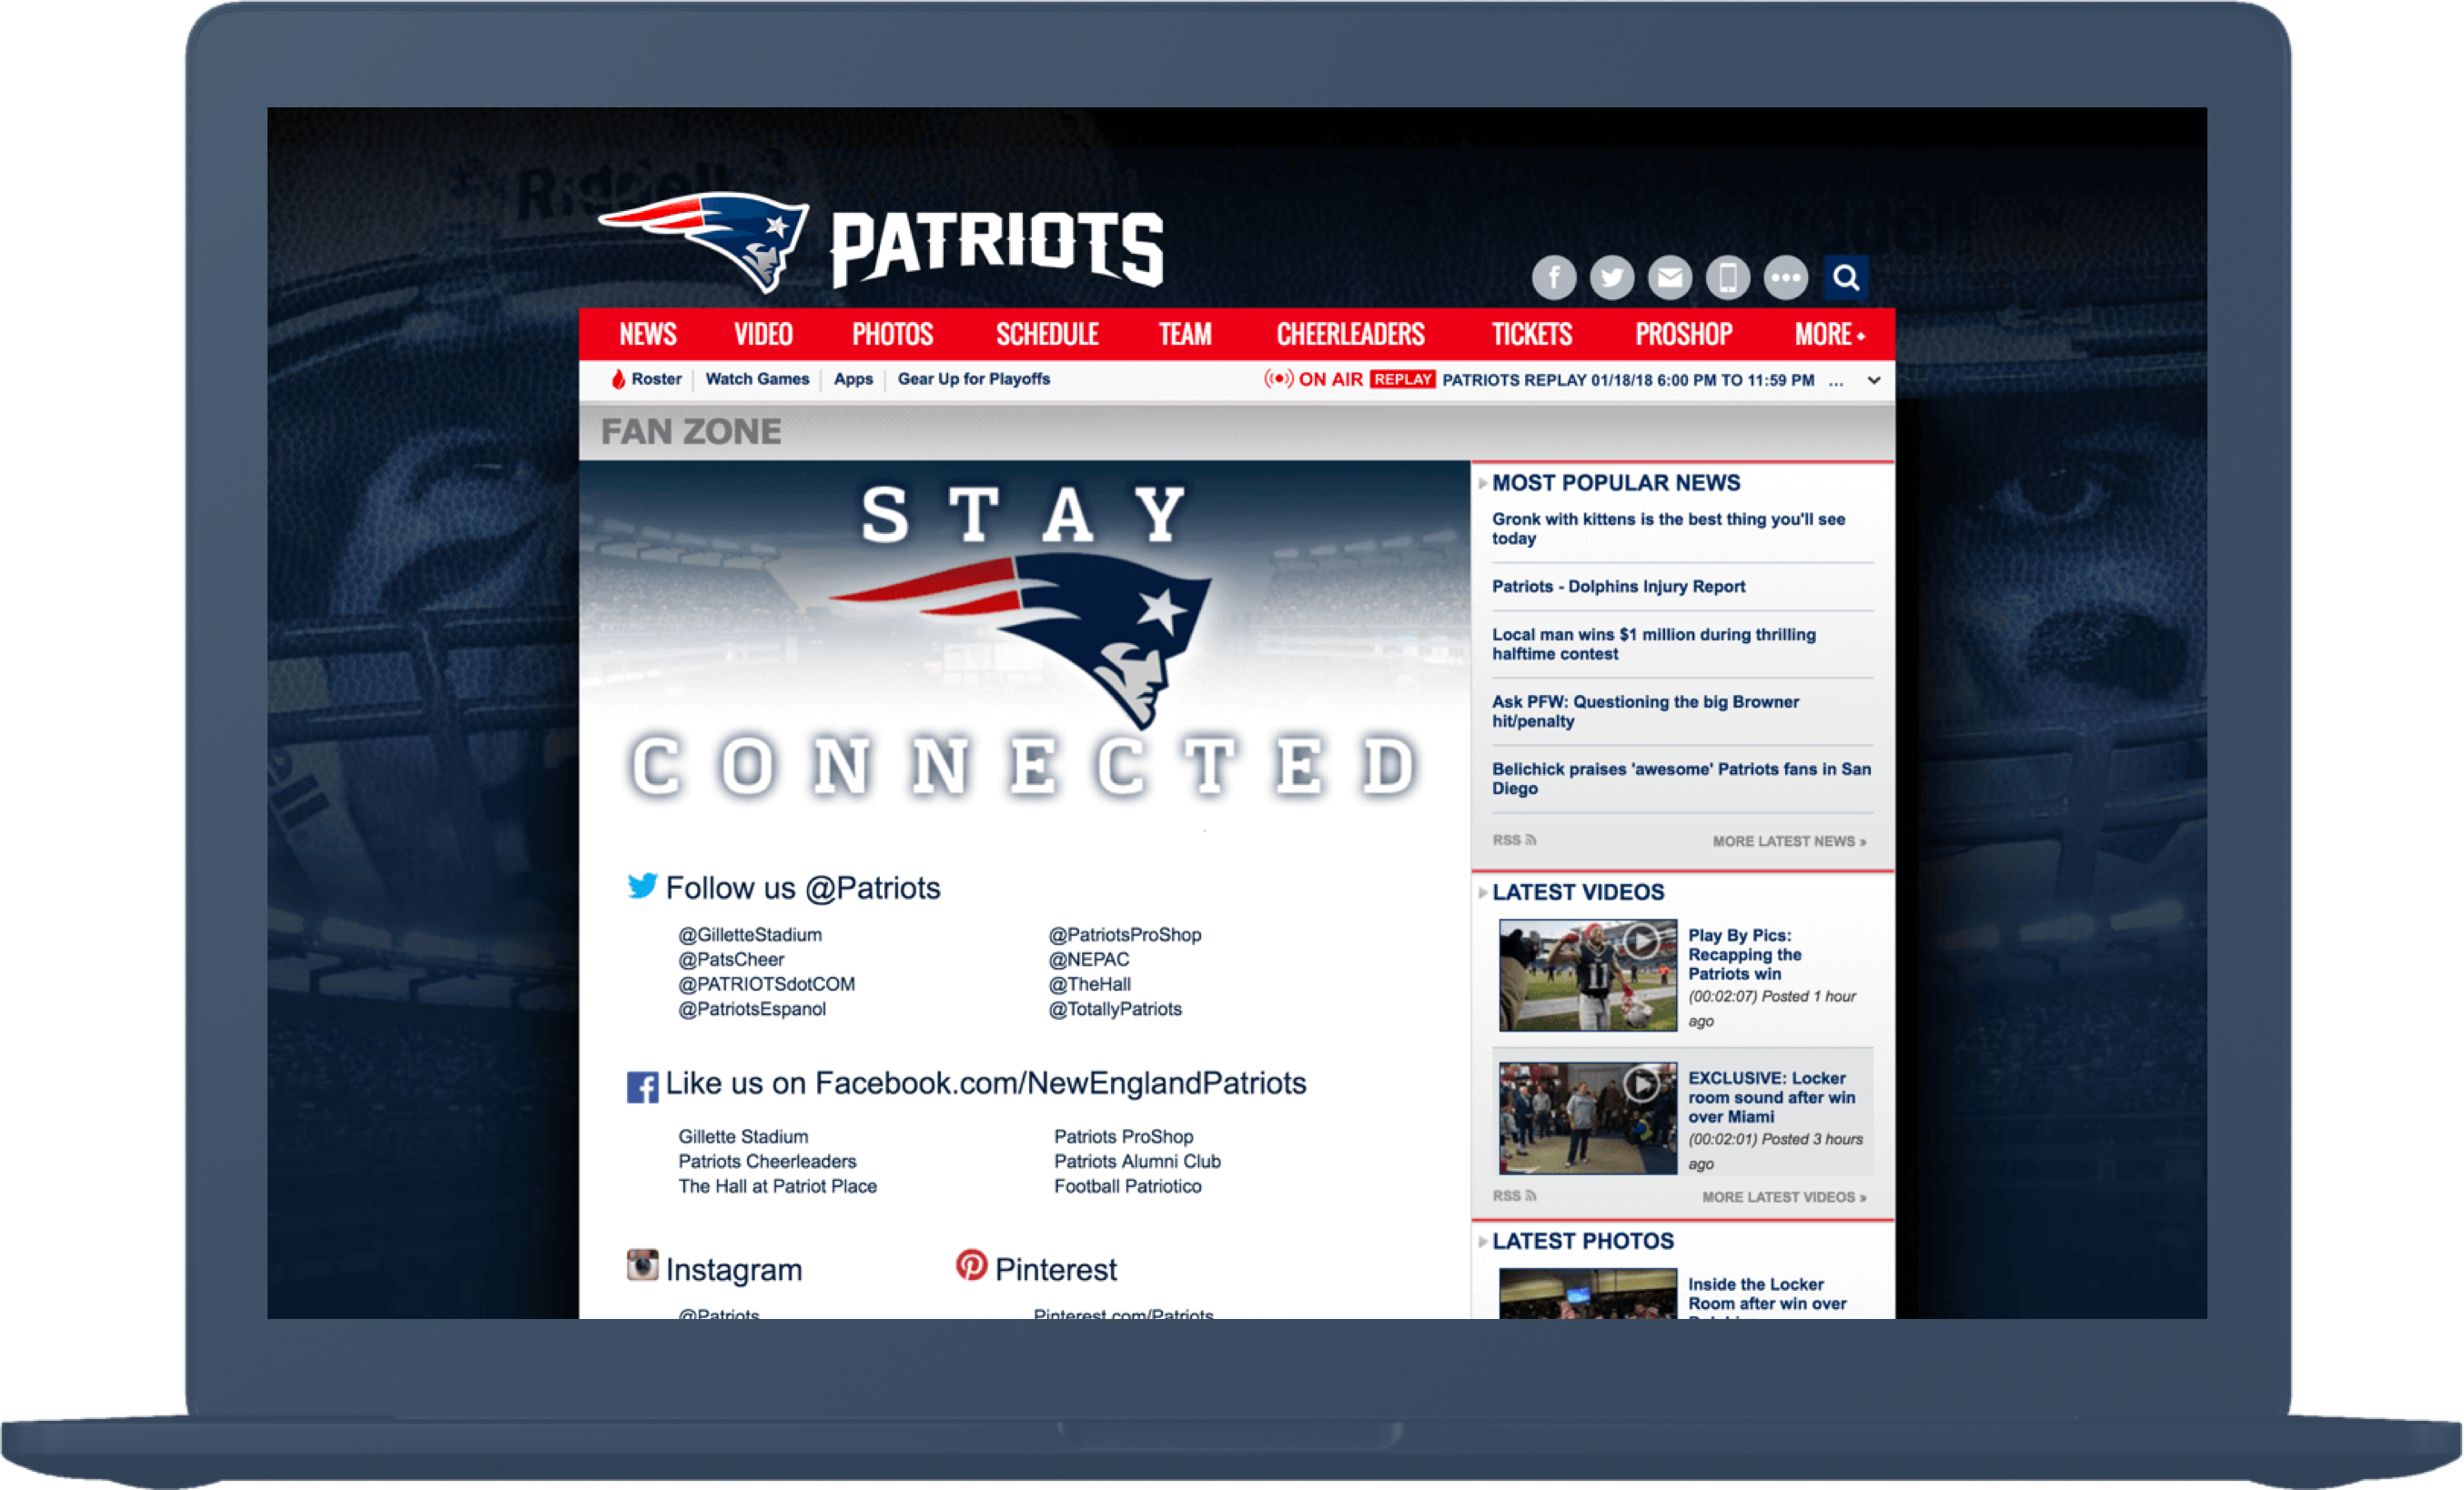 Riddell
PATRIOTS
NEWS VIDEO PHOTOS SCHEDULE TEAM CHEERLEADERS TICKETS PROSHOP MORE
Roster Watch Games Apps Gear Up for Playoffs
ON AIR REPLAY PATRIOTS REPLAY 01/18/18 6:00 PM TO 11:59 PM ...
FAN ZONE
STAY
CONNECTED
Follow us @Patriots
@GilletteStadium
@PatsCheer
@PATRIOTSdotCOM
@PatriotsEspanol
@PatriotsProShop
@NEPAC
@TheHall
@TotallyPatriots
Like us on Facebook.com/NewEnglandPatriots
Gillette Stadium
Patriots Cheerleaders
The Hall at Patriot Place
Patriots ProShop
Patriots Alumni Club
Football Patriotico
Instagram
@Patriots
Pinterest
Pinterest.com/Patriots
MOST POPULAR NEWS
Gronk with kittens is the best thing you'll see
today
Patriots - Dolphins Injury Report
Local man wins $1 million during thrilling
halftime contest
Ask PFW: Questioning the big Browner
hit/penalty
Belichick praises 'awesome' Patriots fans in San
Diego
RSS MORE LATEST NEWS »
LATEST VIDEOS
Play By Pics:
Recapping the
Patriots win
(00:02:07) Posted 1 hour
ago
EXCLUSIVE: Locker
room sound after win
over Miami
(00:02:01) Posted 3 hours
ago
RSS MORE LATEST VIDEOS »
LATEST PHOTOS
Inside the Locker
Room after win over